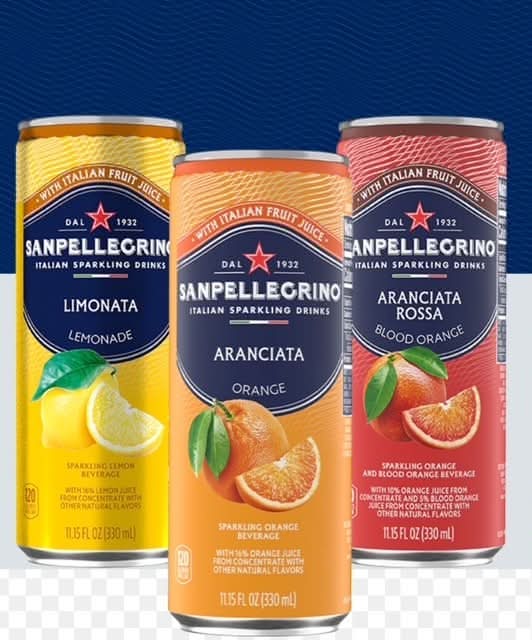 WITH ITALIAN FRUIT JUICE
DAL 1932
SANPELLEGRINO
ITALIAN SPARKLING DRINKS
LIMONATA
LEMONADE
SPARKLING LEMON
BEVERAGE
WITH 16% LEMON JUICE
FROM CONCENTRATE WITH
OTHER NATURAL FLAVORS
120
11.15 FL OZ (330 mL)
WITH ITALIAN FRUIT JUICE
DAL 1932
SANPELLEGRINO
ITALIAN SPARKLING DRINKS
ARANCIATA
ORANGE
SPARKLING ORANGE
BEVERAGE
WITH 16% ORANGE JUICE
FROM CONCENTRATE WITH
OTHER NATURAL FLAVORS
120
11.15 FL OZ (330 mL)
WITH ITALIAN FRUIT JUICE
DAL 1932
ANPELLEGRINO
ITALIAN SPARKLING DRINKS
ARANCIATA
ROSSA
BLOOD ORANGE
SPARKLING ORANGE
AND BLOOD ORANGE BEVERAGE
WITH 10% ORANGE JUICE FROM
CONCENTRATE AND 5% BLOOD ORANGE
JUICE FROM CONCENTRATE WITH
OTHER NATURAL FLAVORS
11.15 FL OZ (330 mL)